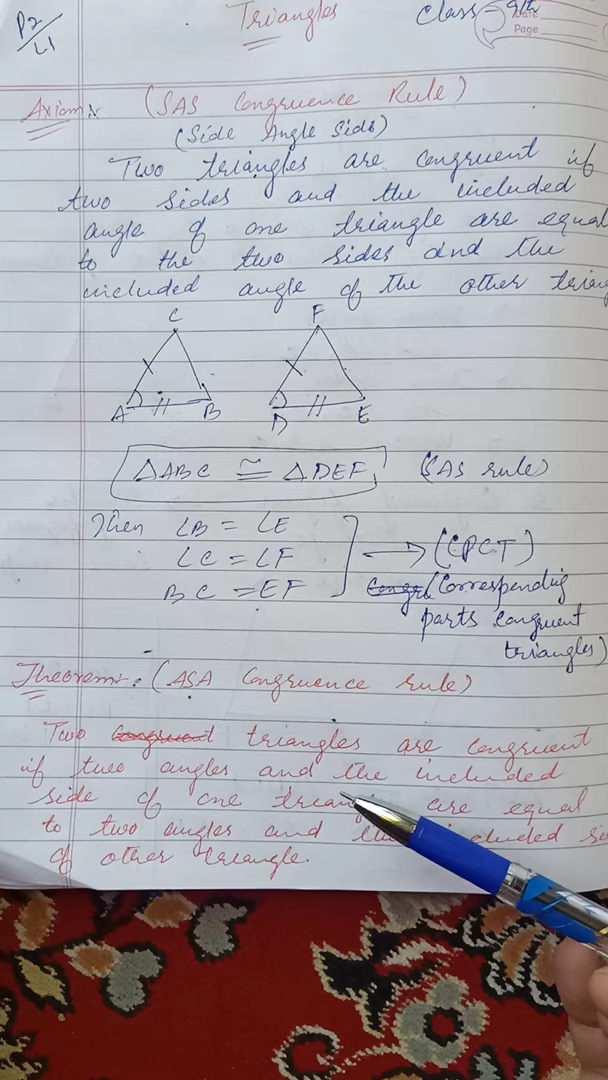 P2/L1
Triangles
Class 9th
Date
Page
Axiom: (SAS Congruence Rule)
(Side Angle Side)
Two triangles are congruent if
two sides and the included
angle of one triangle are equal
to the two sides and the
included angle of the other
C F
A B D E
△ABC ≅ △DEF (SAS rule)
Then ∠B = ∠E
∠C = ∠F → (CPCT)
BC = EF (Corresponding
parts congruent
triangles)
Theorem: (ASA Congruence rule)
Two triangles are congruent
if two angles and the included
side of one are equal
to two angles and included
of other triangle.